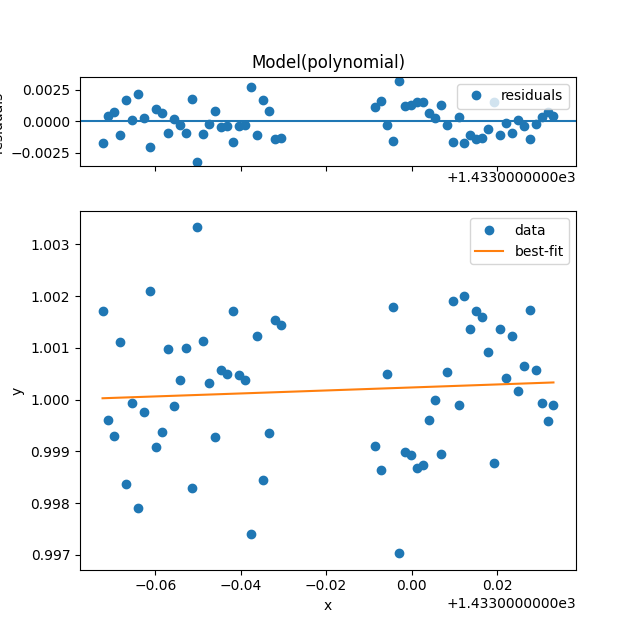 Model(polynomial)
residuals
0.0025
0.0000
−0.0025
residuals
+1.4330000000e3
data
best-fit
y
1.003
1.002
1.001
1.000
0.999
0.998
0.997
−0.06
−0.04
−0.02
0.00
0.02
x
+1.4330000000e3